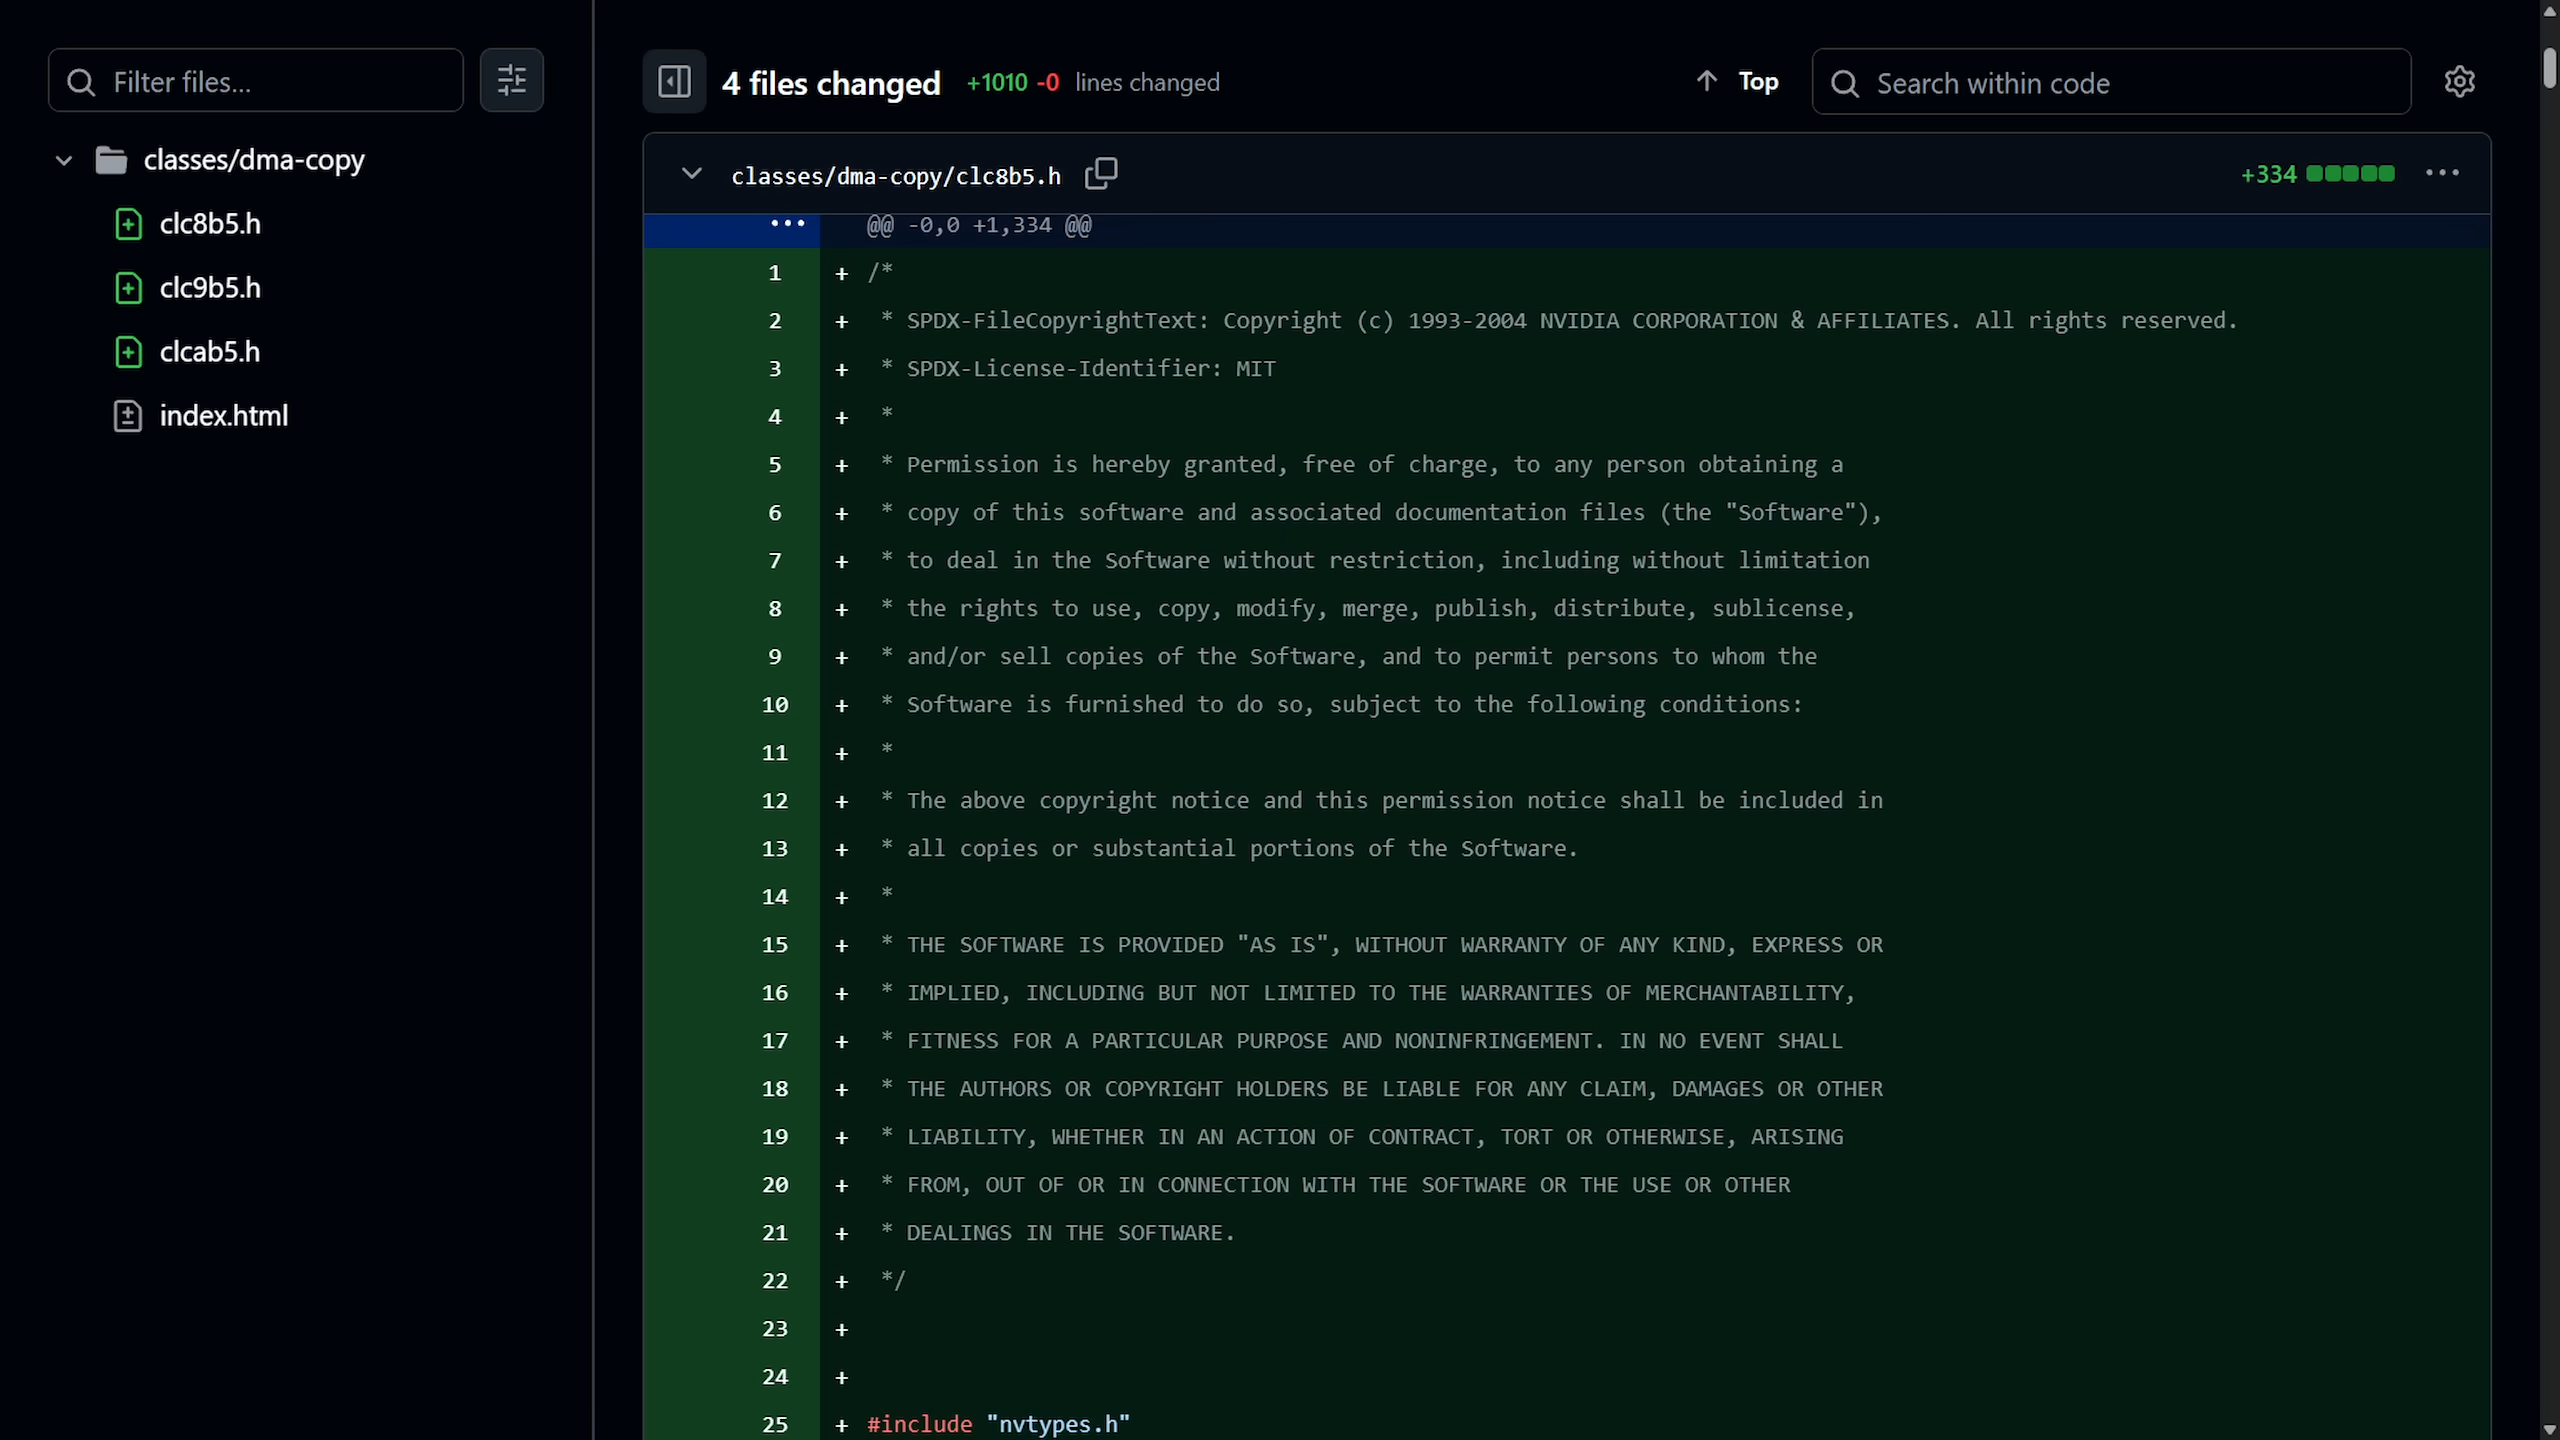 Filter files...
classes/dma-copy
clc8b5.h
clc9b5.h
clcab5.h
index.html
4 files changed +1010 -0 lines changed
Top
Search within code
classes/dma-copy/clc8b5.h
+334
@@ -0,0 +1,334 @@
1 + /*
2 + * SPDX-FileCopyrightText: Copyright (c) 1993-2004 NVIDIA CORPORATION & AFFILIATES. All rights reserved.
3 + * SPDX-License-Identifier: MIT
4 + *
5 + * Permission is hereby granted, free of charge, to any person obtaining a
6 + * copy of this software and associated documentation files (the "Software"),
7 + * to deal in the Software without restriction, including without limitation
8 + * the rights to use, copy, modify, merge, publish, distribute, sublicense,
9 + * and/or sell copies of the Software, and to permit persons to whom the
10 + * Software is furnished to do so, subject to the following conditions:
11 + *
12 + * The above copyright notice and this permission notice shall be included in
13 + * all copies or substantial portions of the Software.
14 + *
15 + * THE SOFTWARE IS PROVIDED "AS IS", WITHOUT WARRANTY OF ANY KIND, EXPRESS OR
16 + * IMPLIED, INCLUDING BUT NOT LIMITED TO THE WARRANTIES OF MERCHANTABILITY,
17 + * FITNESS FOR A PARTICULAR PURPOSE AND NONINFRINGEMENT. IN NO EVENT SHALL
18 + * THE AUTHORS OR COPYRIGHT HOLDERS BE LIABLE FOR ANY CLAIM, DAMAGES OR OTHER
19 + * LIABILITY, WHETHER IN AN ACTION OF CONTRACT, TORT OR OTHERWISE, ARISING
20 + * FROM, OUT OF OR IN CONNECTION WITH THE SOFTWARE OR THE USE OR OTHER
21 + * DEALINGS IN THE SOFTWARE.
22 + */
23 +
24 +
25 + #include "nvtypes.h"